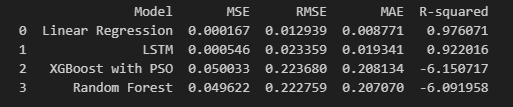 Model MSE RMSE MAE R-squared
0 Linear Regression 0.000167 0.012939 0.008771 0.976071
1 LSTM 0.000546 0.023359 0.019341 0.922016
2 XGBoost with PSO 0.050033 0.223680 0.208134 -6.150717
3 Random Forest 0.049622 0.222759 0.207070 -6.091958